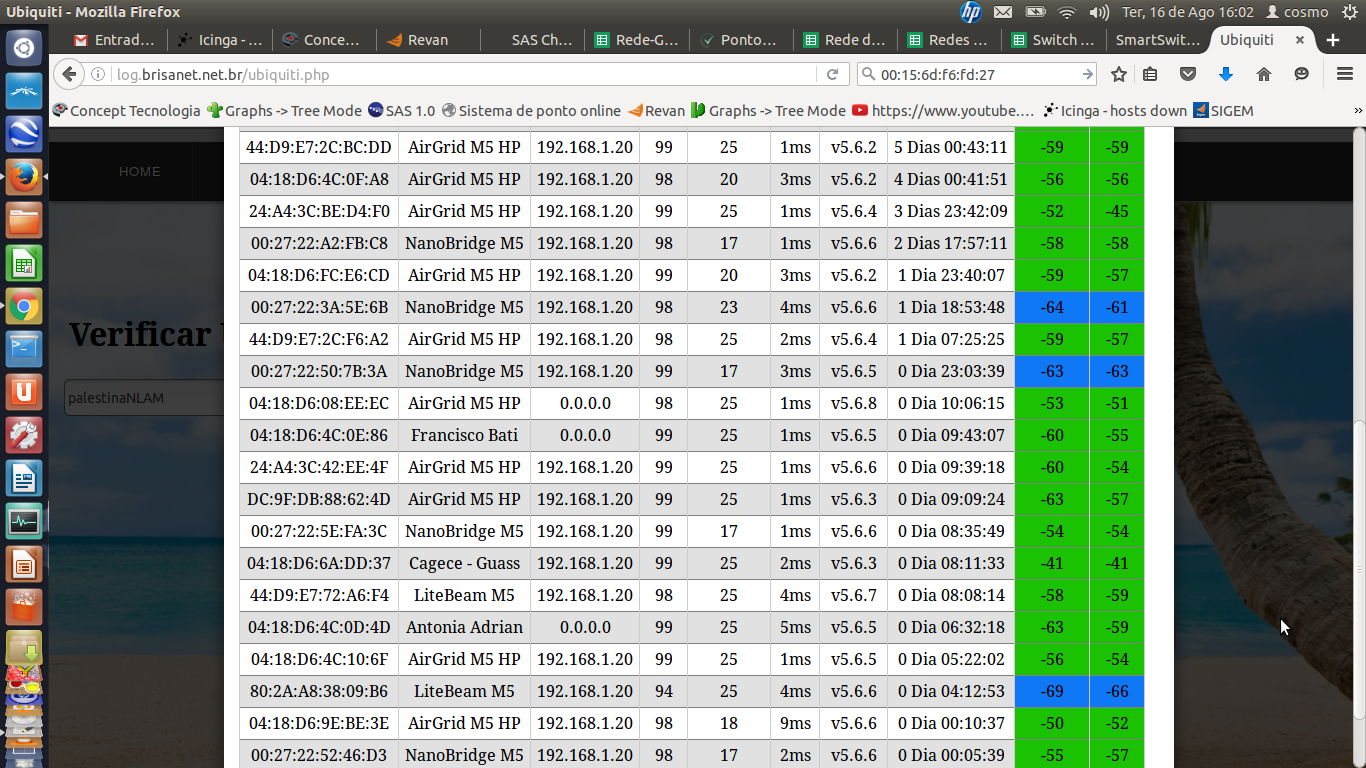 Ubiquiti - Mozilla Firefox
Ter, 16 de Ago 16:02 cosmo
Entrad… Icinga - … Conce… Revan SAS Ch… Rede-G… Ponto… Rede d… Redes Switch SmartSwit… Ubiquiti
log.brisanet.net.br/ubiquiti.php
00:15:6d:f6:fd:27
Concept Tecnologia Graphs -> Tree Mode SAS 1.0 Sistema de ponto online Revan Graphs -> Tree Mode https://www.youtube.… Icinga - hosts down SIGEM »
HOME
Verificar
palestinaNLAM
44:D9:E7:2C:BC:DD AirGrid M5 HP 192.168.1.20 99 25 1ms v5.6.2 5 Dias 00:43:11 -59 -59
04:18:D6:4C:0F:A8 AirGrid M5 HP 192.168.1.20 98 20 3ms v5.6.2 4 Dias 00:41:51 -56 -56
24:A4:3C:BE:D4:F0 AirGrid M5 HP 192.168.1.20 99 25 1ms v5.6.4 3 Dias 23:42:09 -52 -45
00:27:22:A2:FB:C8 NanoBridge M5 192.168.1.20 98 17 1ms v5.6.6 2 Dias 17:57:11 -58 -58
04:18:D6:FC:E6:CD AirGrid M5 HP 192.168.1.20 99 20 3ms v5.6.2 1 Dia 23:40:07 -59 -57
00:27:22:3A:5E:6B NanoBridge M5 192.168.1.20 98 23 4ms v5.6.6 1 Dia 18:53:48 -64 -61
44:D9:E7:2C:F6:A2 AirGrid M5 HP 192.168.1.20 98 25 2ms v5.6.4 1 Dia 07:25:25 -59 -57
00:27:22:50:7B:3A NanoBridge M5 192.168.1.20 99 17 3ms v5.6.5 0 Dia 23:03:39 -63 -63
04:18:D6:08:EE:EC AirGrid M5 HP 0.0.0.0 98 25 1ms v5.6.8 0 Dia 10:06:15 -53 -51
04:18:D6:4C:0E:86 Francisco Bati 0.0.0.0 99 25 1ms v5.6.5 0 Dia 09:43:07 -60 -55
24:A4:3C:42:EE:4F AirGrid M5 HP 192.168.1.20 99 25 1ms v5.6.6 0 Dia 09:39:18 -60 -54
DC:9F:DB:88:62:4D AirGrid M5 HP 192.168.1.20 99 25 1ms v5.6.3 0 Dia 09:09:24 -63 -57
00:27:22:5E:FA:3C NanoBridge M5 192.168.1.20 99 17 1ms v5.6.6 0 Dia 08:35:49 -54 -54
04:18:D6:6A:DD:37 Cagece - Guass 192.168.1.20 99 25 2ms v5.6.3 0 Dia 08:11:33 -41 -41
44:D9:E7:72:A6:F4 LiteBeam M5 192.168.1.20 98 25 4ms v5.6.7 0 Dia 08:08:14 -58 -59
04:18:D6:4C:0D:4D Antonia Adrian 0.0.0.0 99 25 5ms v5.6.5 0 Dia 06:32:18 -63 -59
04:18:D6:4C:10:6F AirGrid M5 HP 192.168.1.20 99 25 1ms v5.6.5 0 Dia 05:22:02 -56 -54
80:2A:A8:38:09:B6 LiteBeam M5 192.168.1.20 94 25 4ms v5.6.6 0 Dia 04:12:53 -69 -66
04:18:D6:9E:BE:3E AirGrid M5 HP 192.168.1.20 98 18 9ms v5.6.6 0 Dia 00:10:37 -50 -52
00:27:22:52:46:D3 NanoBridge M5 192.168.1.20 98 17 2ms v5.6.6 0 Dia 00:05:39 -55 -57